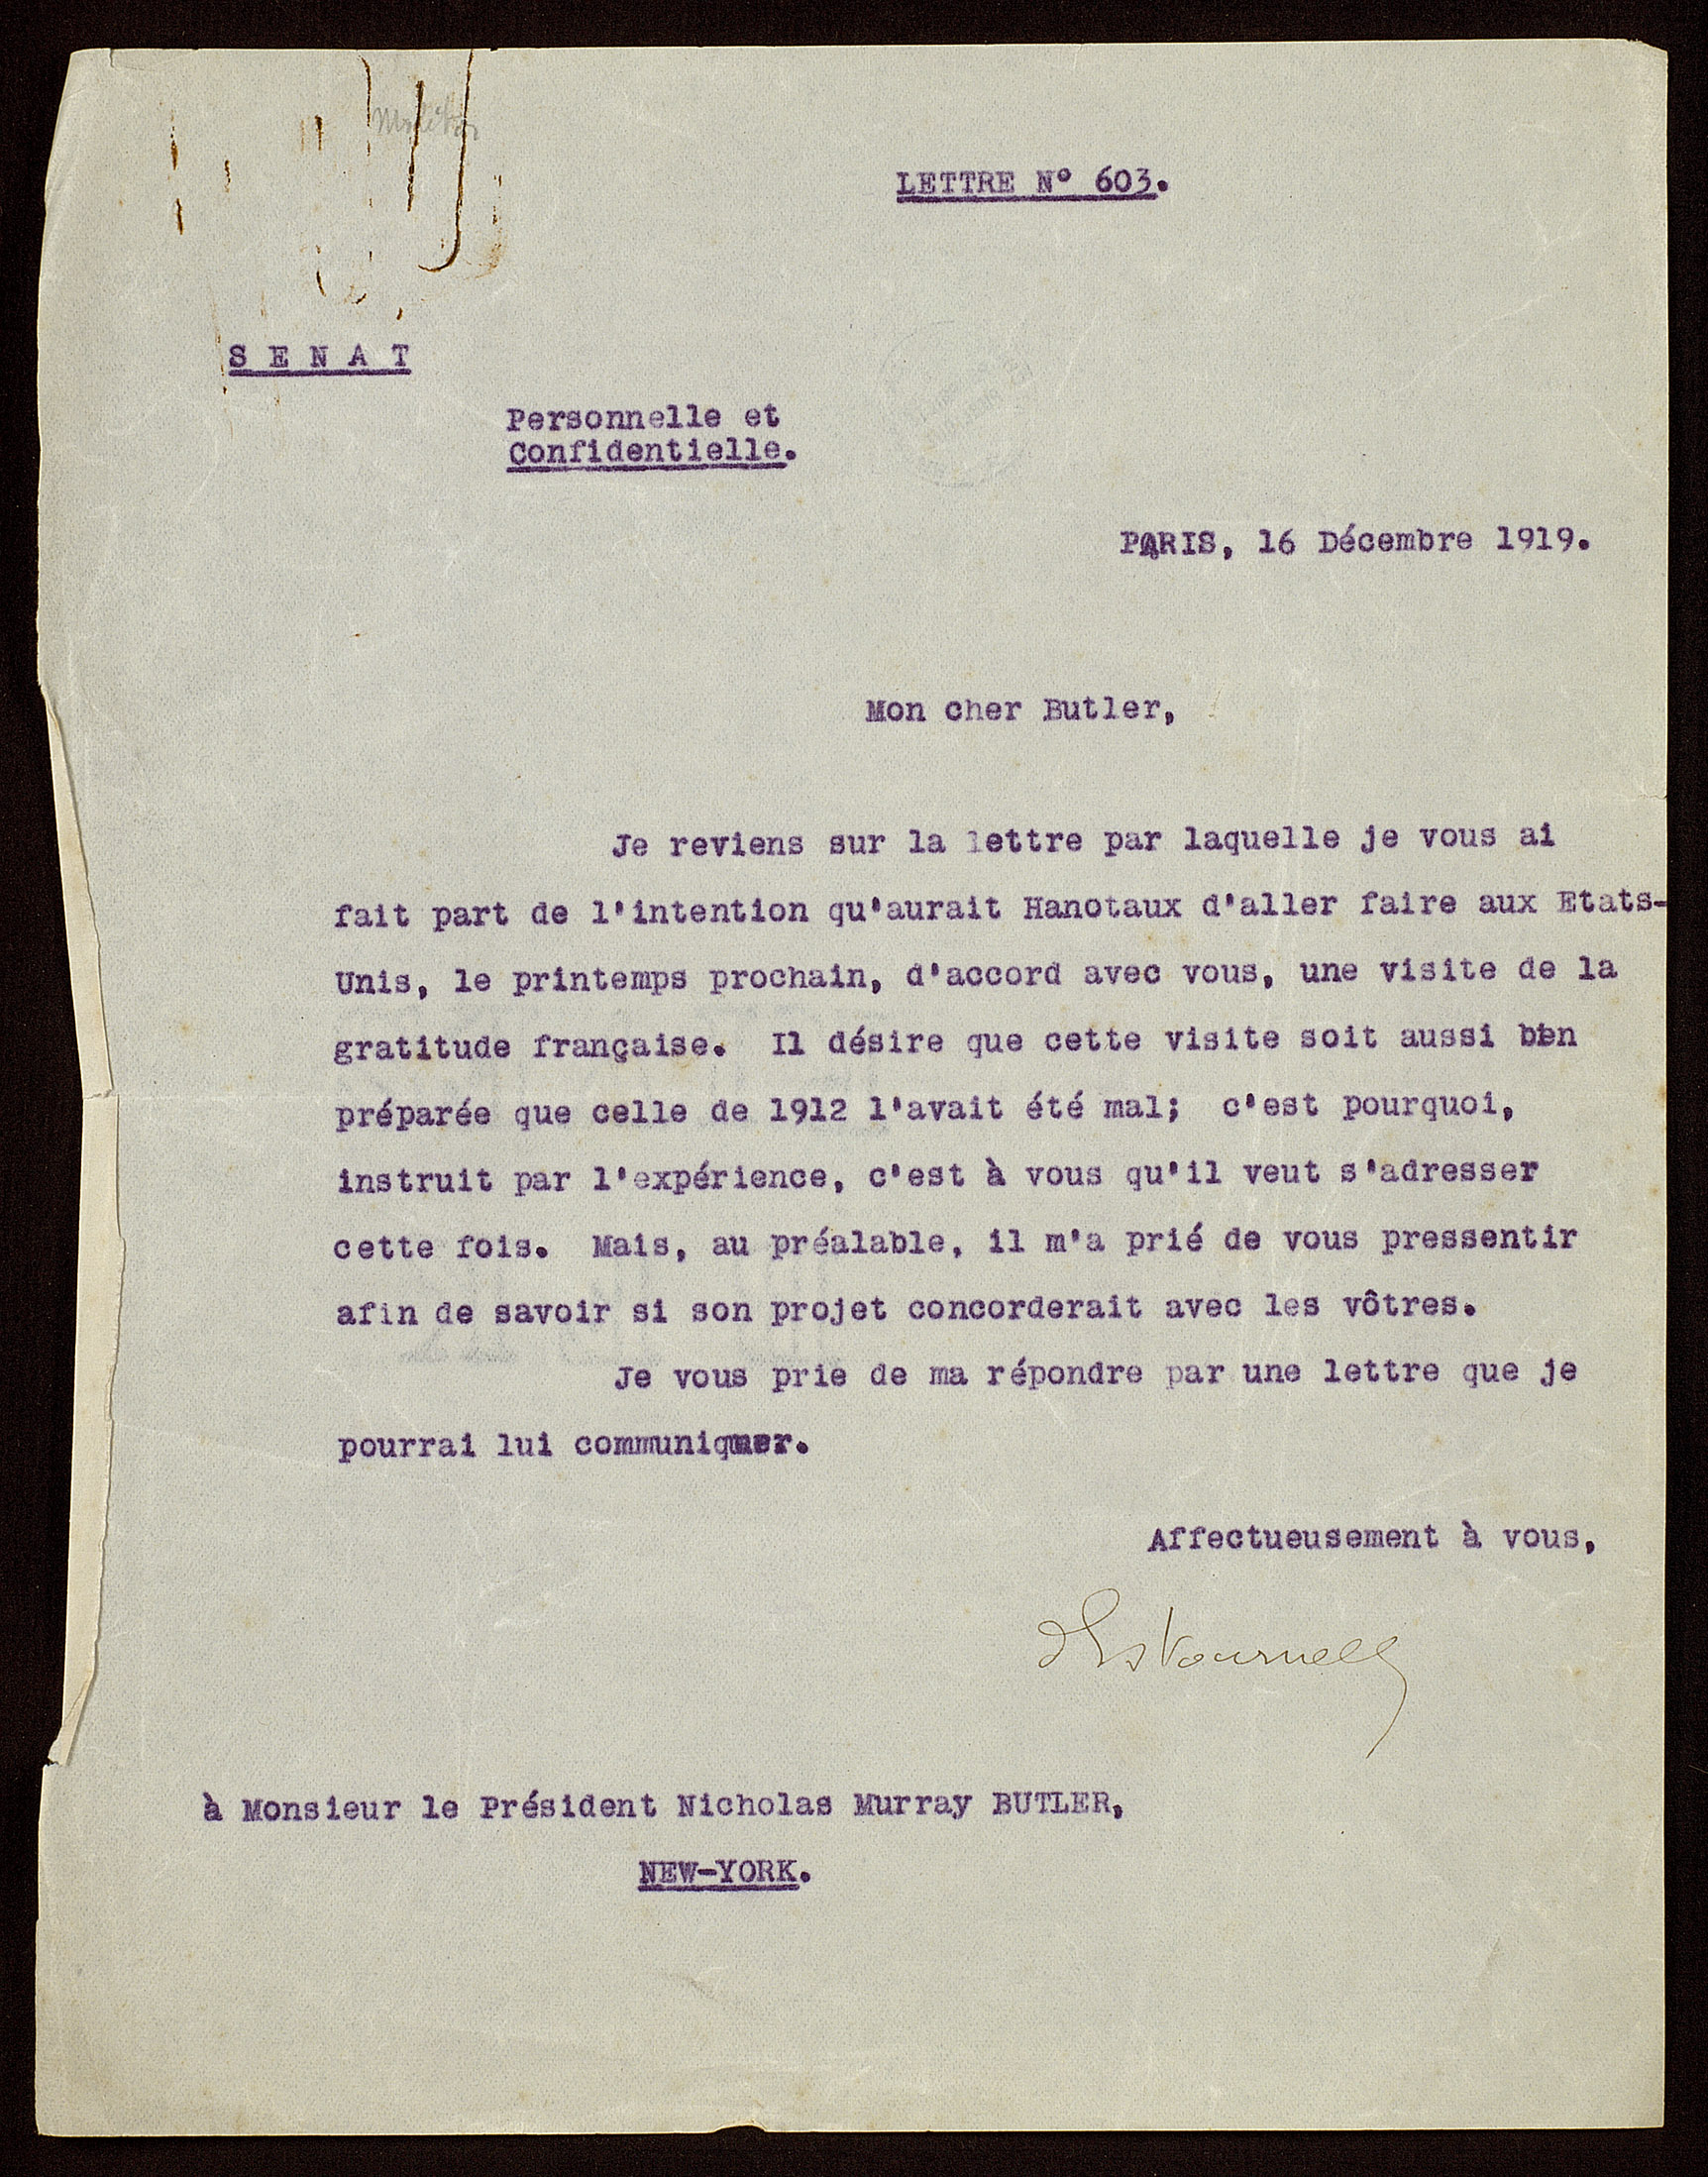 LETTRE N° 603.
SENAT
Personnelle et
Confidentielle.
PARIS, 16 Décembre 1919.
Mon cher Butler,
Je reviens sur la lettre par laquelle je vous ai
fait part de l'intention qu'aurait Hanotaux d'aller faire aux Etats-
Unis, le printemps prochain, d'accord avec vous, une visite de la
gratitude française. Il désire que cette visite soit aussi bien
préparée que celle de 1912 l'avait été mal; c'est pourquoi,
instruit par l'expérience, c'est à vous qu'il veut s'adresser
cette fois. Mais, au préalable, il m'a prié de vous pressentir
afin de savoir si son projet concorderait avec les vôtres.
Je vous prie de ma répondre par une lettre que je
pourrai lui communiquer.
Affectueusement à vous,
d'Estournelles
à Monsieur le Président Nicholas Murray BUTLER,
NEW-YORK.